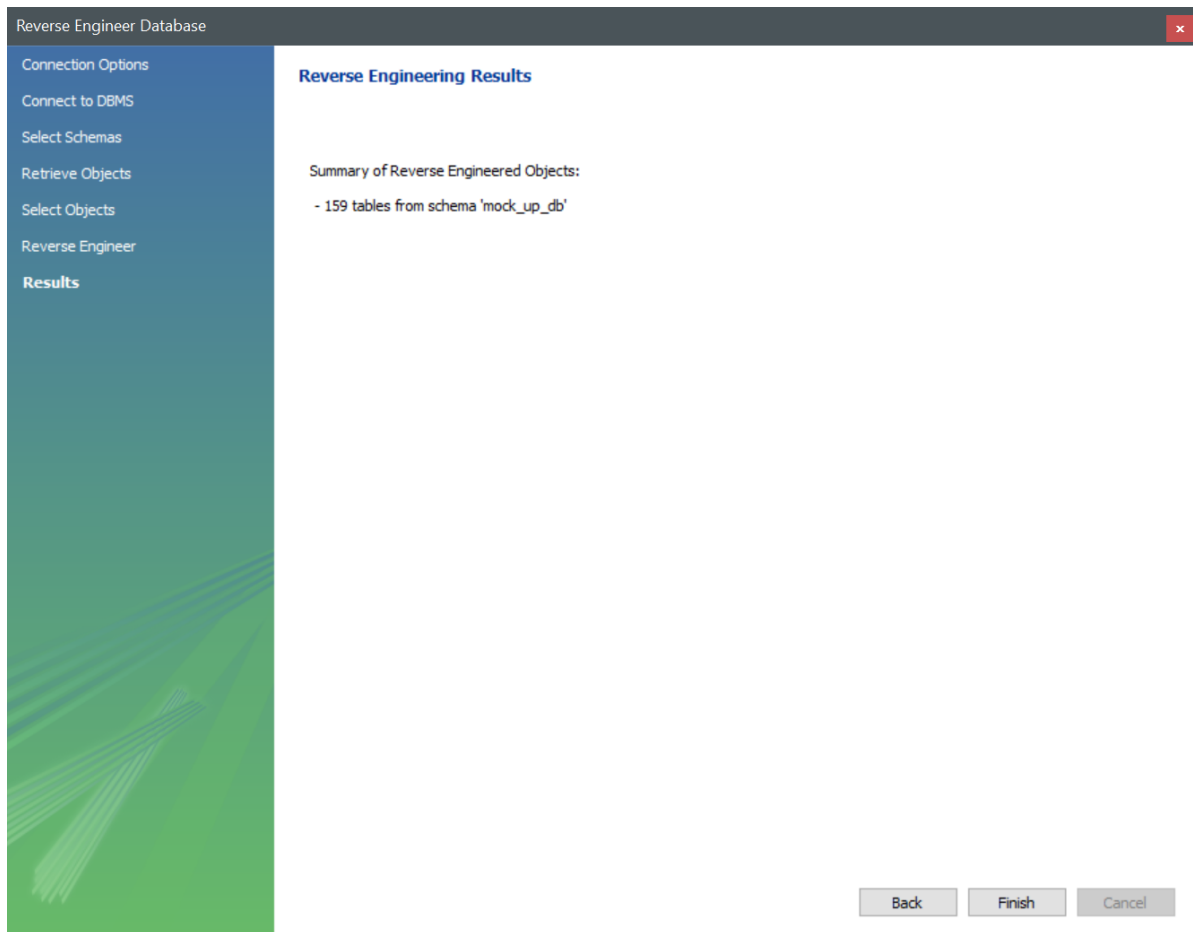 Reverse Engineer Database
x
Connection Options
Connect to DBMS
Select Schemas
Retrieve Objects
Select Objects
Reverse Engineer
Results
Reverse Engineering Results
Summary of Reverse Engineered Objects:
- 159 tables from schema 'mock_up_db'
Back Finish Cancel